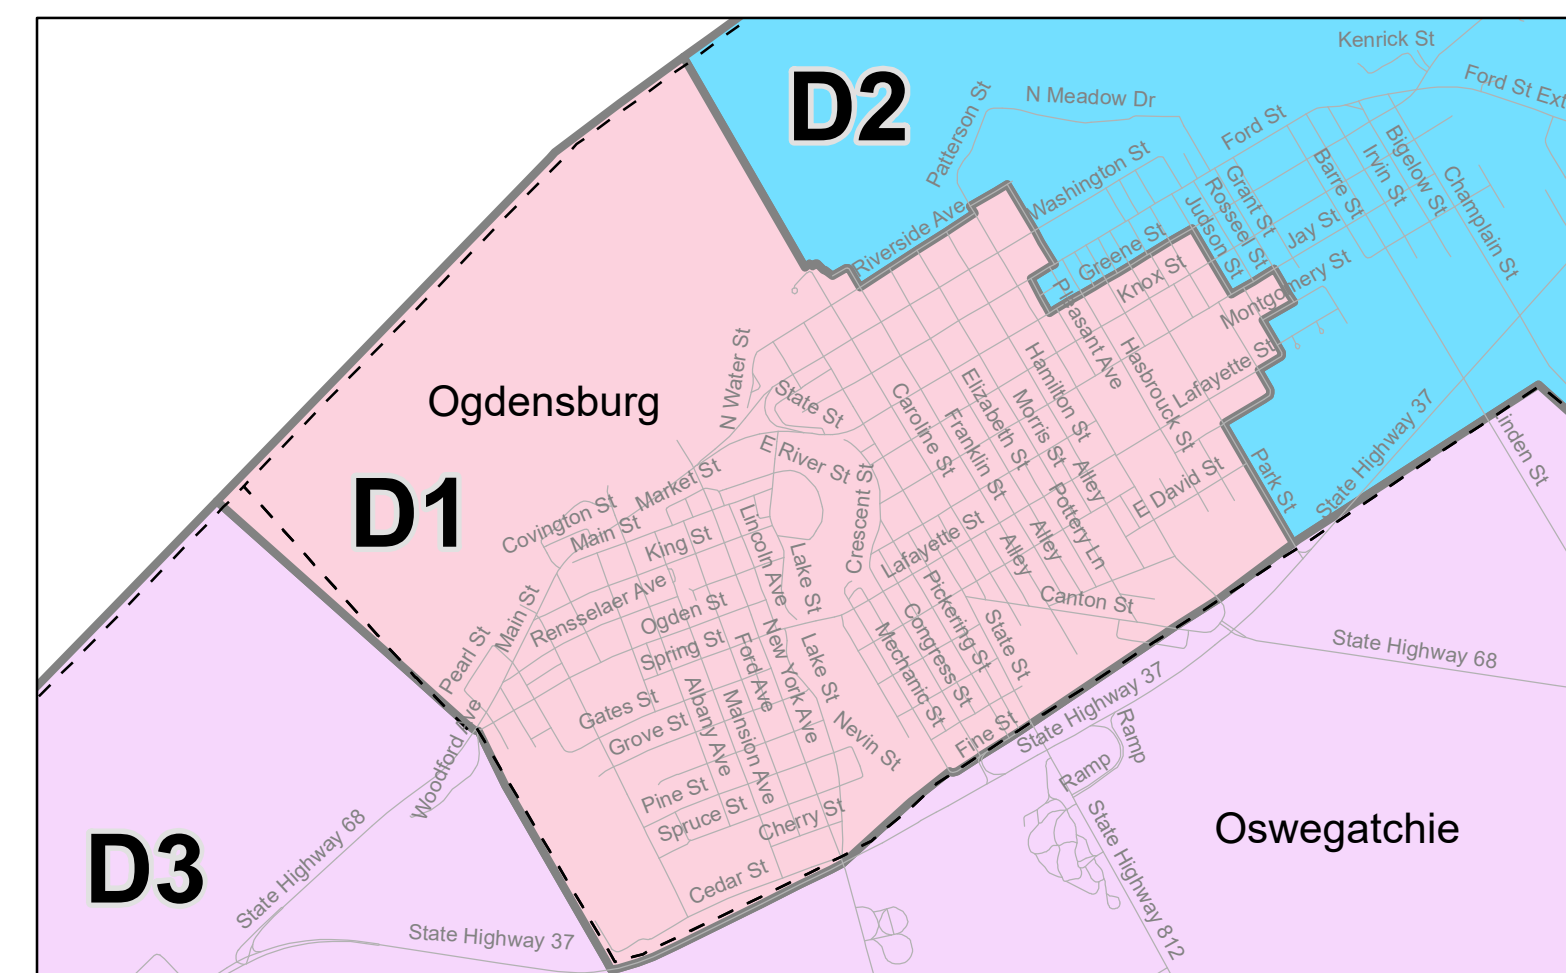 Kenrick St
Ford St Ext
D2
N Meadow Dr
Patterson St
Ford St
Bigelow St
Irvin St
Barre St
Champlain St
Washington St
Grant St
Rosseel St
Judson St
Jay St
Riverside Ave
Greene St
Knox St
Montgomery St
Pleasant Ave
Hasbrouck St
Lafayette St
N Water St
State St
Ogdensburg
Hamilton St
Elizabeth St
Caroline St
Morris St
Franklin St
Alley
E David St
Park St
State Highway 37
Linden St
E River St
Market St
Crescent St
D1
Covington St
Main St
King St
Lincoln Ave
Lake St
Lafayette St
Alley
Alley
Pottery Ln
Canton St
Rensselaer Ave
Ogden St
Main St
Pearl St
Spring St
Ford Ave
New York Ave
Lake St
Pickering St
Congress St
Mechanic St
State St
State Highway 68
Gates St
Grove St
Albany Ave
Mansion Ave
Nevin St
Fine St
State Highway 37
Ramp
Ramp
Woodford Ave
Pine St
Spruce St
Cherry St
Oswegatchie
D3
State Highway 68
Cedar St
State Highway 812
State Highway 37